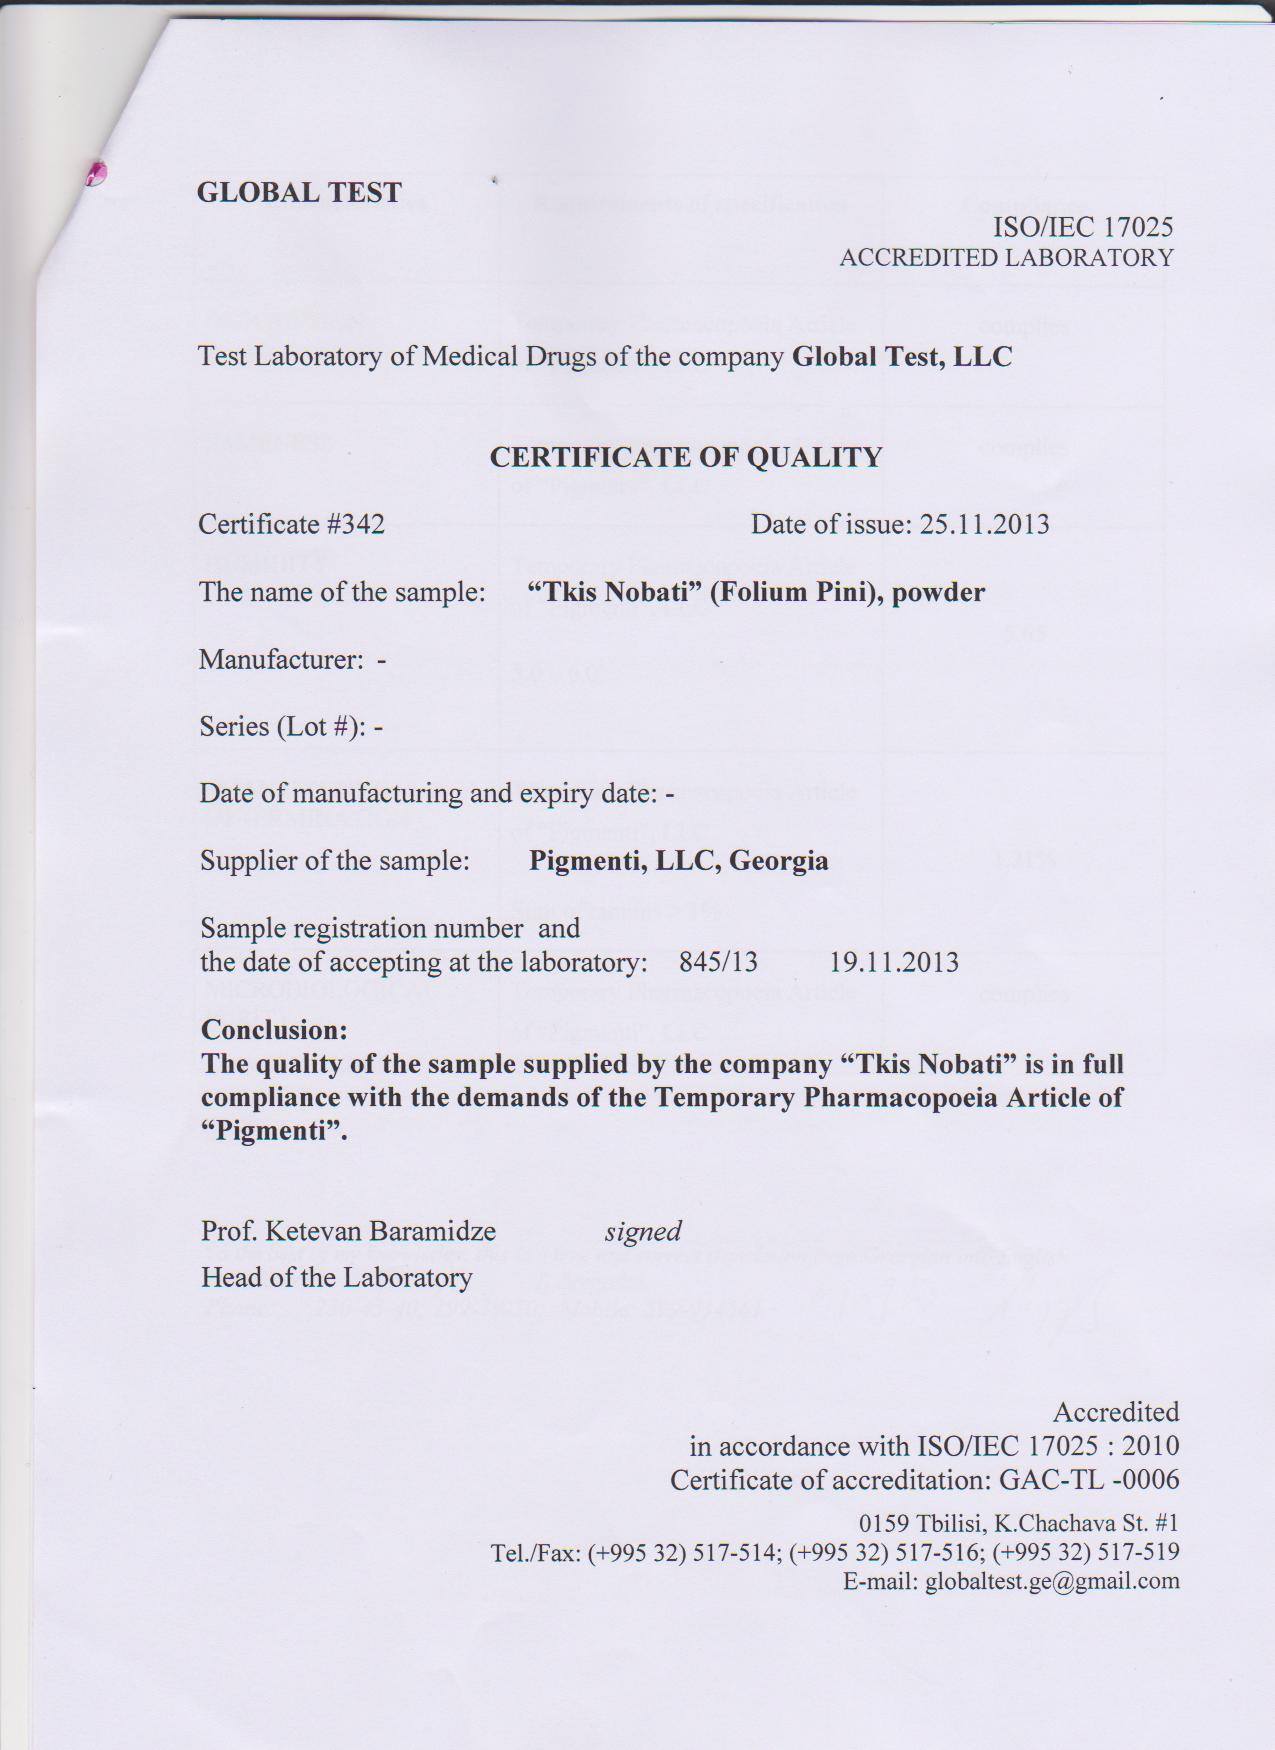 GLOBAL TEST
ISO/IEC 17025
ACCREDITED LABORATORY
Test Laboratory of Medical Drugs of the company Global Test, LLC
CERTIFICATE OF QUALITY
Certificate #342 Date of issue: 25.11.2013
The name of the sample: “Tkis Nobati” (Folium Pini), powder
Manufacturer: -
Series (Lot #): -
Date of manufacturing and expiry date: -
Supplier of the sample: Pigmenti, LLC, Georgia
Sample registration number and
the date of accepting at the laboratory: 845/13 19.11.2013
Conclusion:
The quality of the sample supplied by the company “Tkis Nobati” is in full
compliance with the demands of the Temporary Pharmacopoeia Article of
“Pigmenti”.
Prof. Ketevan Baramidze signed
Head of the Laboratory
Accredited
in accordance with ISO/IEC 17025 : 2010
Certificate of accreditation: GAC-TL -0006
0159 Tbilisi, K.Chachava St. #1
Tel./Fax: (+995 32) 517-514; (+995 32) 517-516; (+995 32) 517-519
E-mail: globaltest.ge@gmail.com